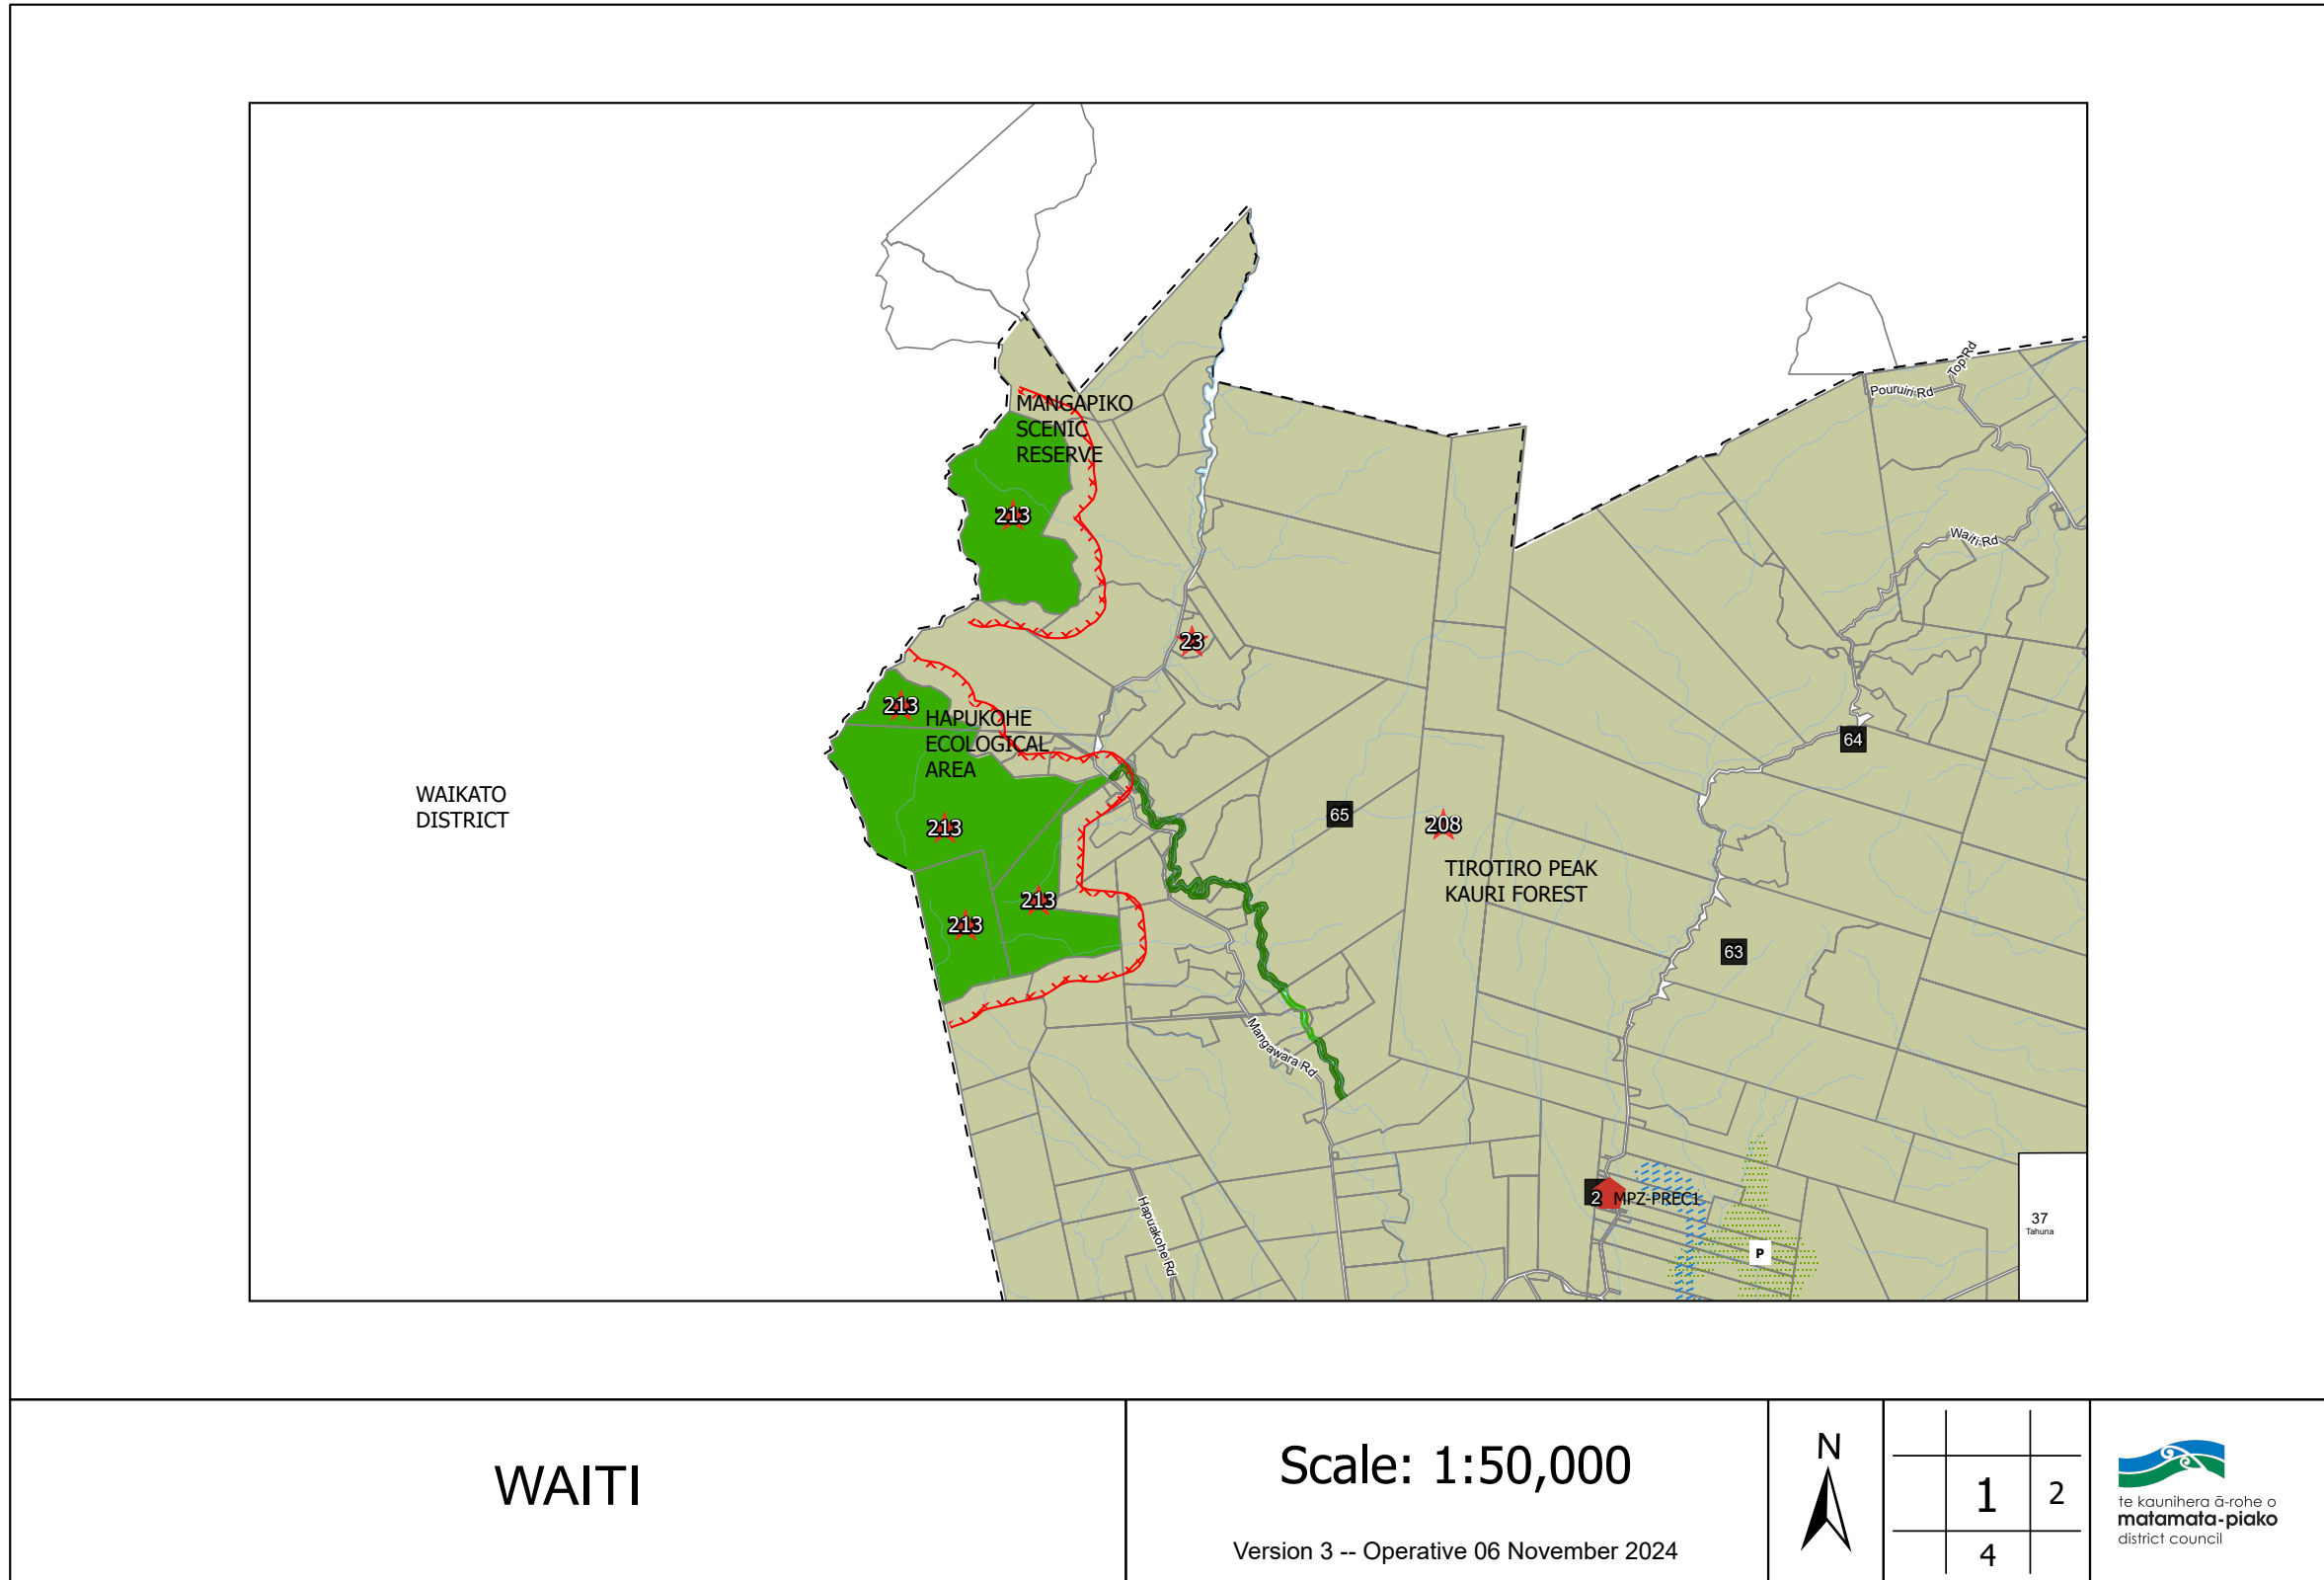 Top Rd
Pouruiri Rd
MANGAPIKO
SCENIC
RESERVE
213
Waiti Rd
23
213
HAPUKOHE
ECOLOGICAL
AREA
64
WAIKATO
DISTRICT
65
208
213
TIROTIRO PEAK
KAURI FOREST
213
213
63
Mangawara Rd
2
MPZ-PREC1
Hapuakohe Rd
P
37
Tahuna
WAITI
Scale: 1:50,000
Version 3 -- Operative 06 November 2024
N
1
2
4
te kaunihera ā-rohe o
matamata-piako
district council